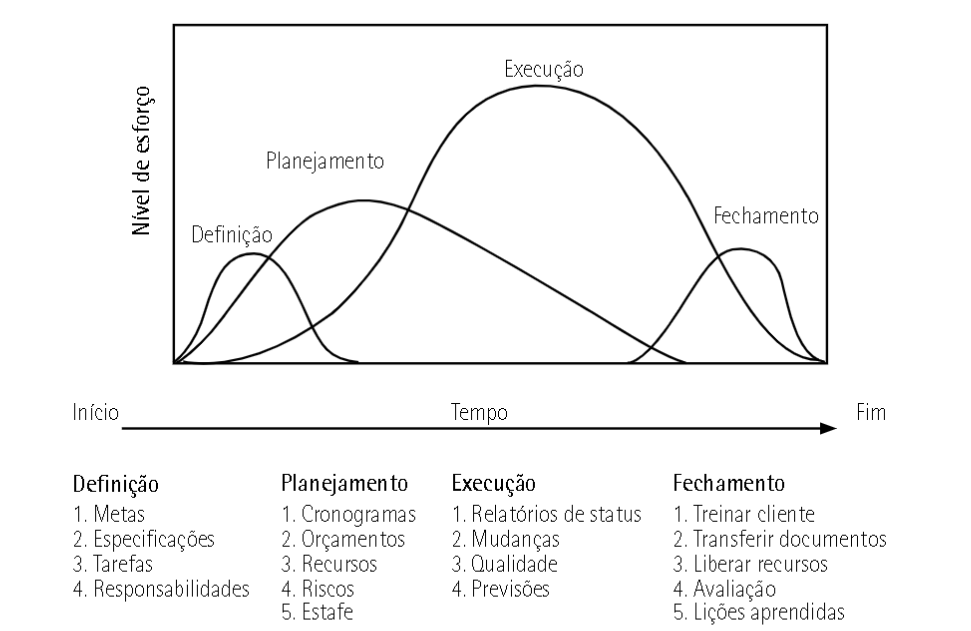 Execução
Planejamento
Fechamento
Definição
Nível de esforço
Início
Tempo
Fim
Definição
1. Metas
2. Especificações
3. Tarefas
4. Responsabilidades
Planejamento
1. Cronogramas
2. Orçamentos
3. Recursos
4. Riscos
5. Estafe
Execução
1. Relatórios de status
2. Mudanças
3. Qualidade
4. Previsões
Fechamento
1. Treinar cliente
2. Transferir documentos
3. Liberar recursos
4. Avaliação
5. Lições aprendidas